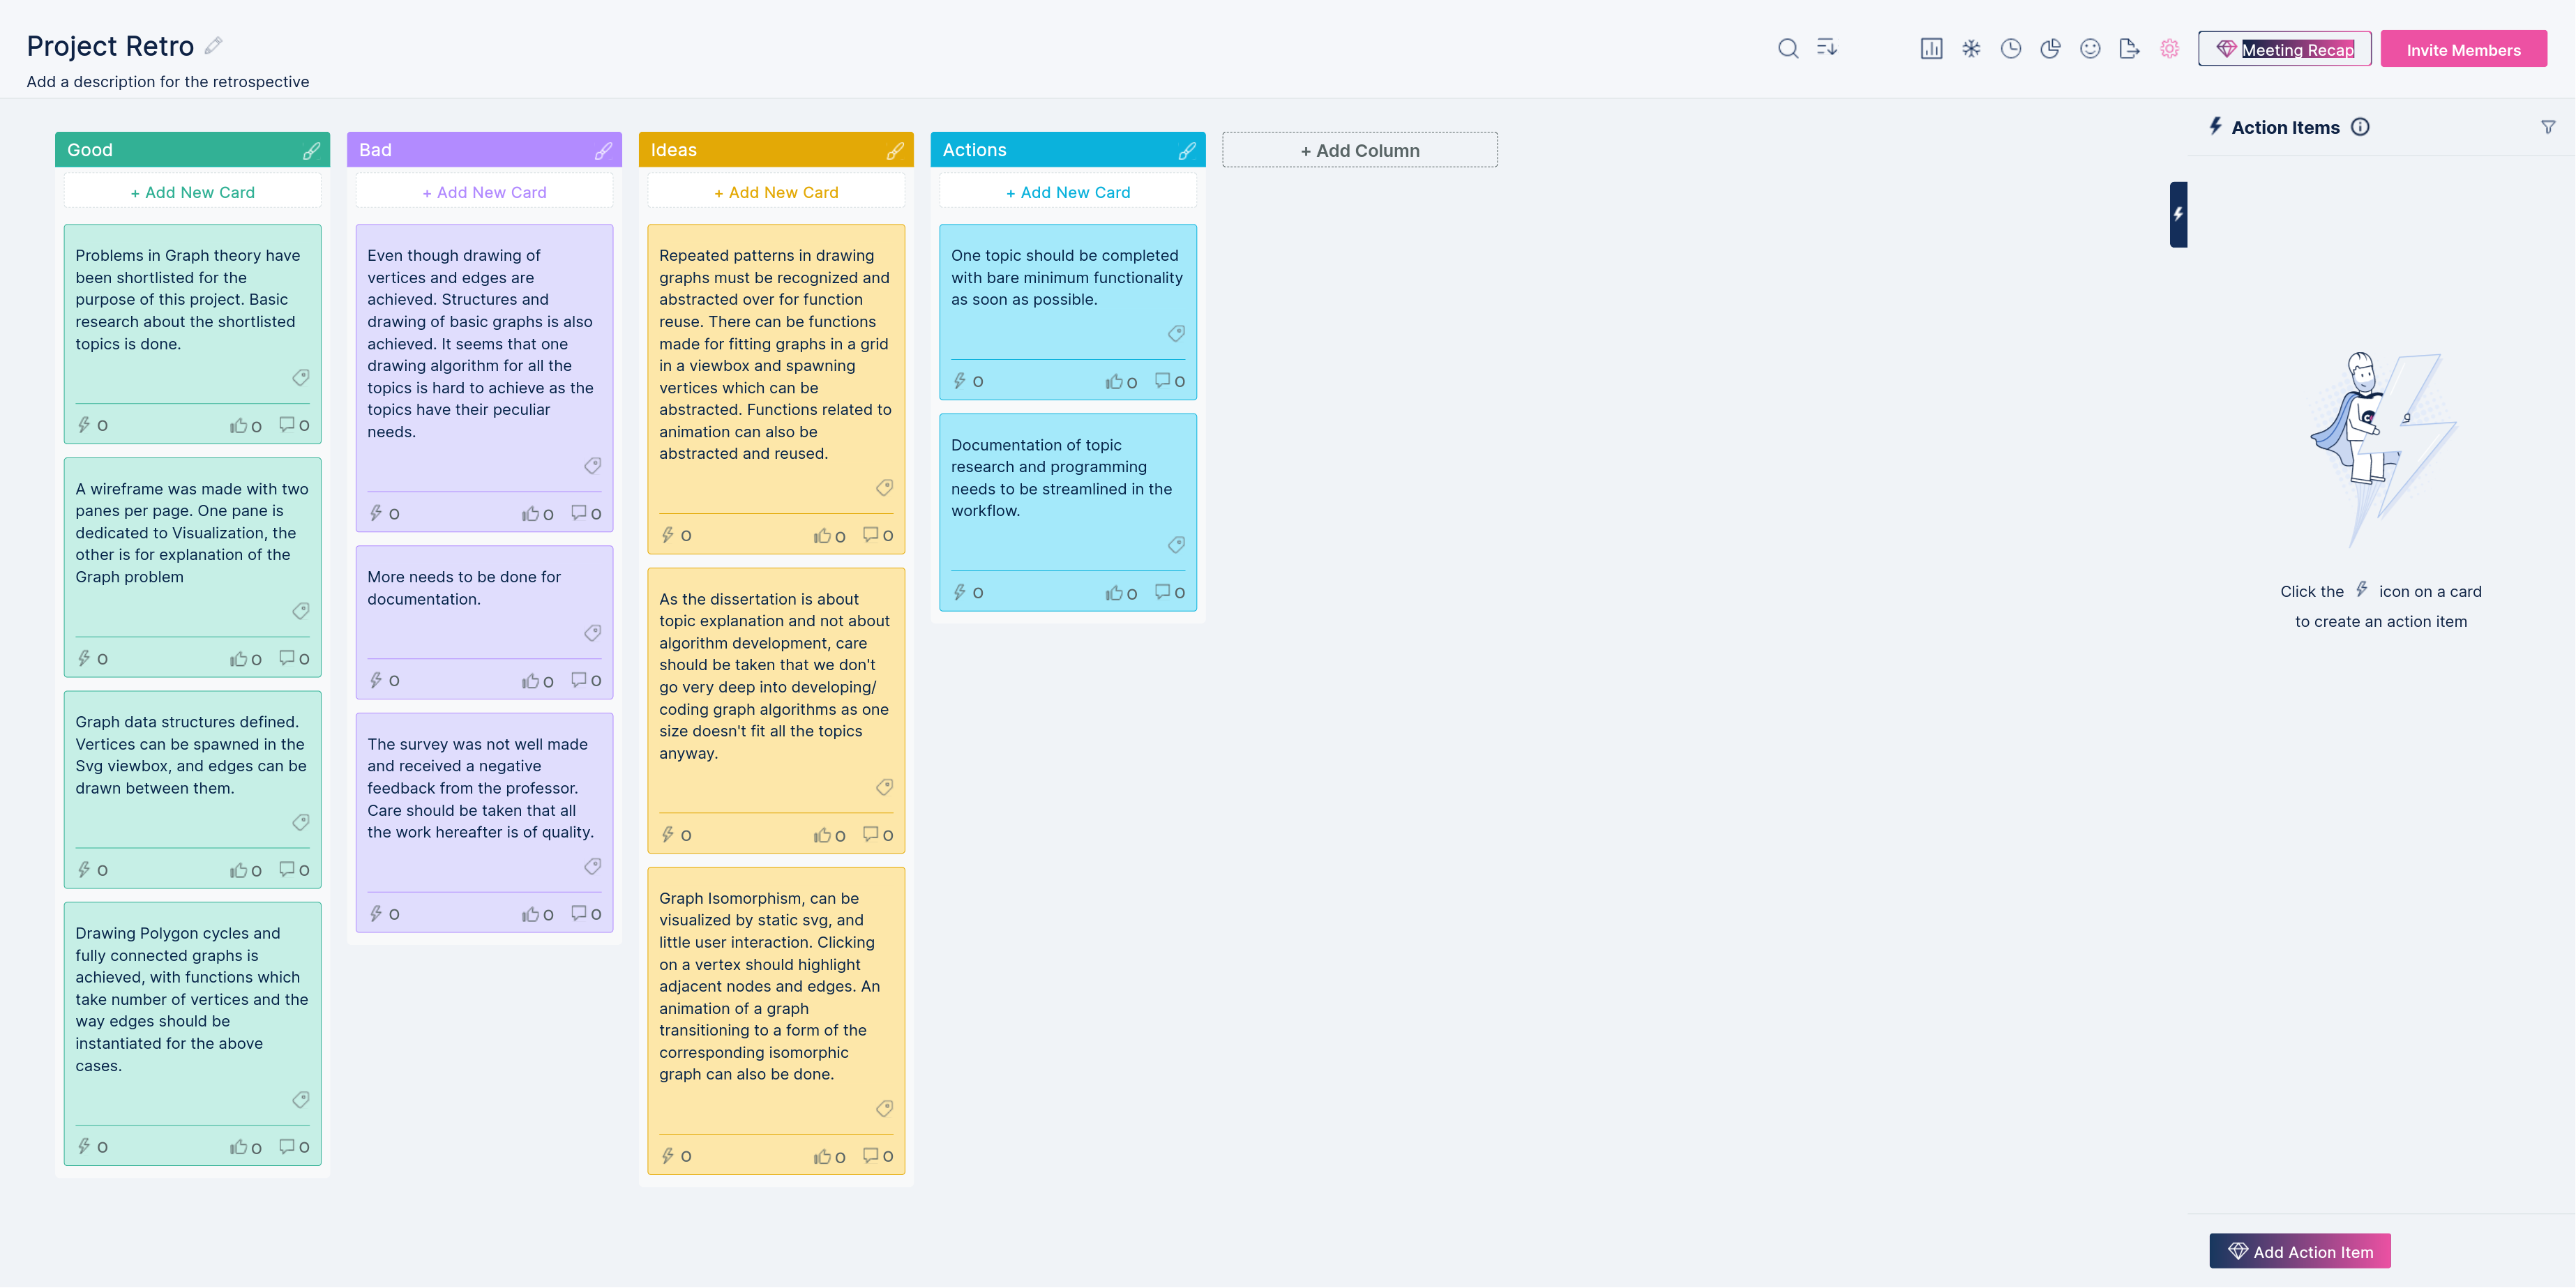 Project Retro
Add a description for the retrospective
Meeting Recap
Invite Members
Good
+ Add New Card
Problems in Graph theory have
been shortlisted for the
purpose of this project. Basic
research about the shortlisted
topics is done.
0 0 0
A wireframe was made with two
panes per page. One pane is
dedicated to Visualization, the
other is for explanation of the
Graph problem
0 0 0
Graph data structures defined.
Vertices can be spawned in the
Svg viewbox, and edges can be
drawn between them.
0 0 0
Drawing Polygon cycles and
fully connected graphs is
achieved, with functions which
take number of vertices and the
way edges should be
instantiated for the above
cases.
0 0 0
Bad
+ Add New Card
Even though drawing of
vertices and edges are
achieved. Structures and
drawing of basic graphs is also
achieved. It seems that one
drawing algorithm for all the
topics is hard to achieve as the
topics have their peculiar
needs.
0 0 0
More needs to be done for
documentation.
0 0 0
The survey was not well made
and received a negative
feedback from the professor.
Care should be taken that all
the work hereafter is of quality.
0 0 0
Ideas
+ Add New Card
Repeated patterns in drawing
graphs must be recognized and
abstracted over for function
reuse. There can be functions
made for fitting graphs in a grid
in a viewbox and spawning
vertices which can be
abstracted. Functions related to
animation can also be
abstracted and reused.
0 0 0
As the dissertation is about
topic explanation and not about
algorithm development, care
should be taken that we don't
go very deep into developing/
coding graph algorithms as one
size doesn't fit all the topics
anyway.
0 0 0
Graph Isomorphism, can be
visualized by static svg, and
little user interaction. Clicking
on a vertex should highlight
adjacent nodes and edges. An
animation of a graph
transitioning to a form of the
corresponding isomorphic
graph can also be done.
0 0 0
Actions
+ Add New Card
One topic should be completed
with bare minimum functionality
as soon as possible.
0 0 0
Documentation of topic
research and programming
needs to be streamlined in the
workflow.
0 0 0
+ Add Column
Action Items
Click the icon on a card
to create an action item
Add Action Item